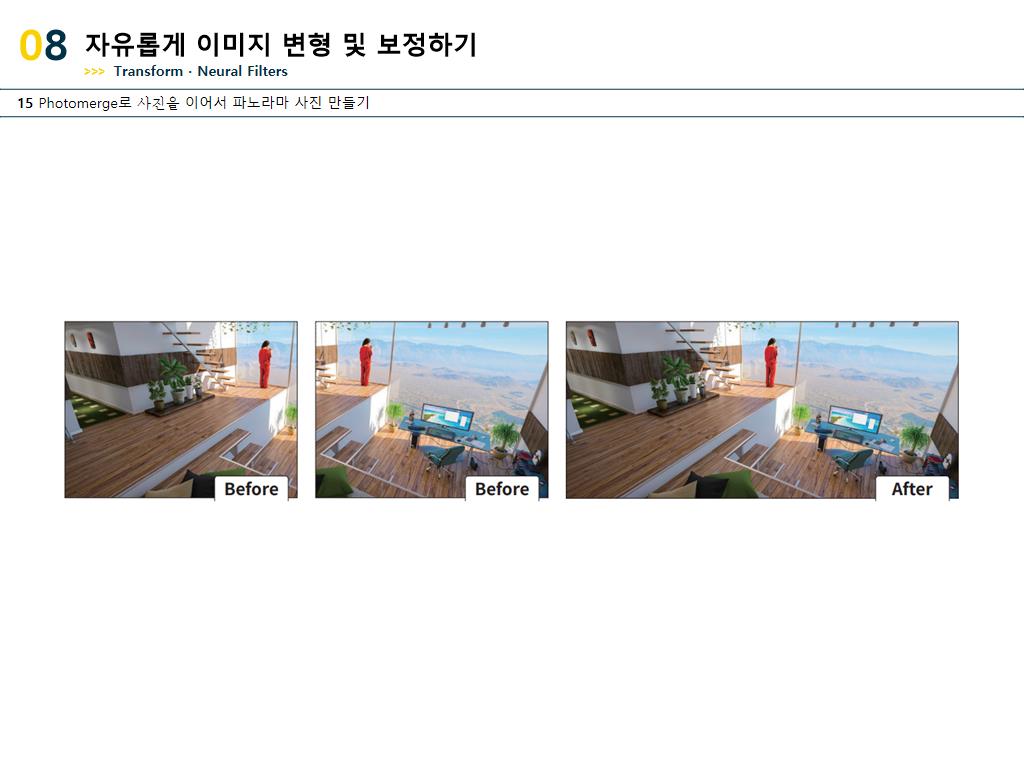 08 자유롭게 이미지 변형 및 보정하기
>>> Transform · Neural Filters
15 Photomerge로 사진을 이어서 파노라마 사진 만들기
Before
Before
After